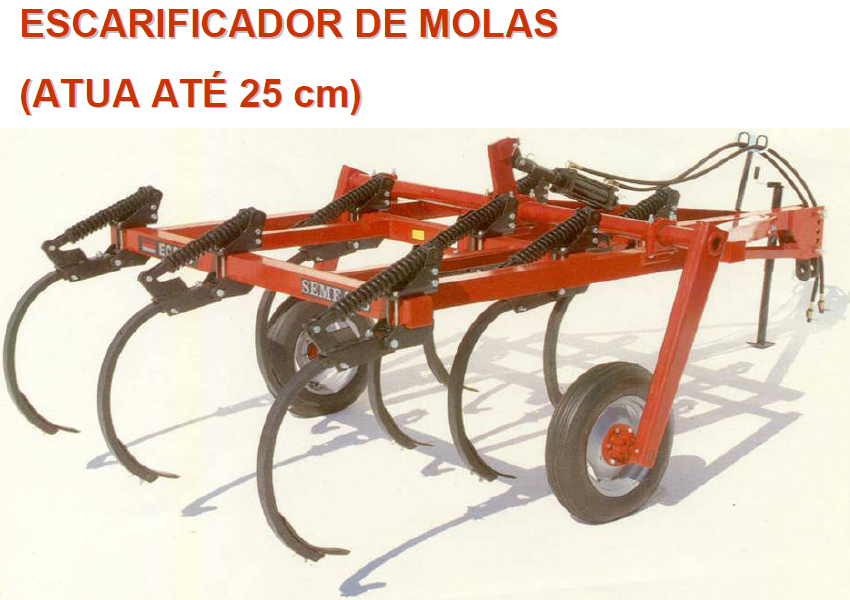 ESCARIFICADOR DE MOLAS
(ATUA ATÉ 25 cm)